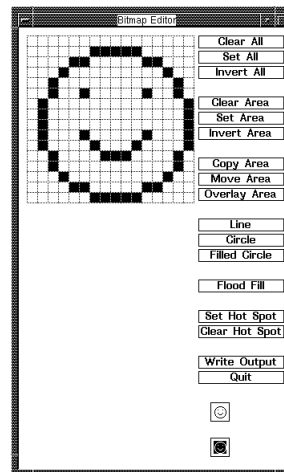 Bitmap Editor
Clear All
Set All
Invert All
Clear Area
Set Area
Invert Area
Copy Area
Move Area
Overlay Area
Line
Circle
Filled Circle
Flood Fill
Set Hot Spot
Clear Hot Spot
Write Output
Quit